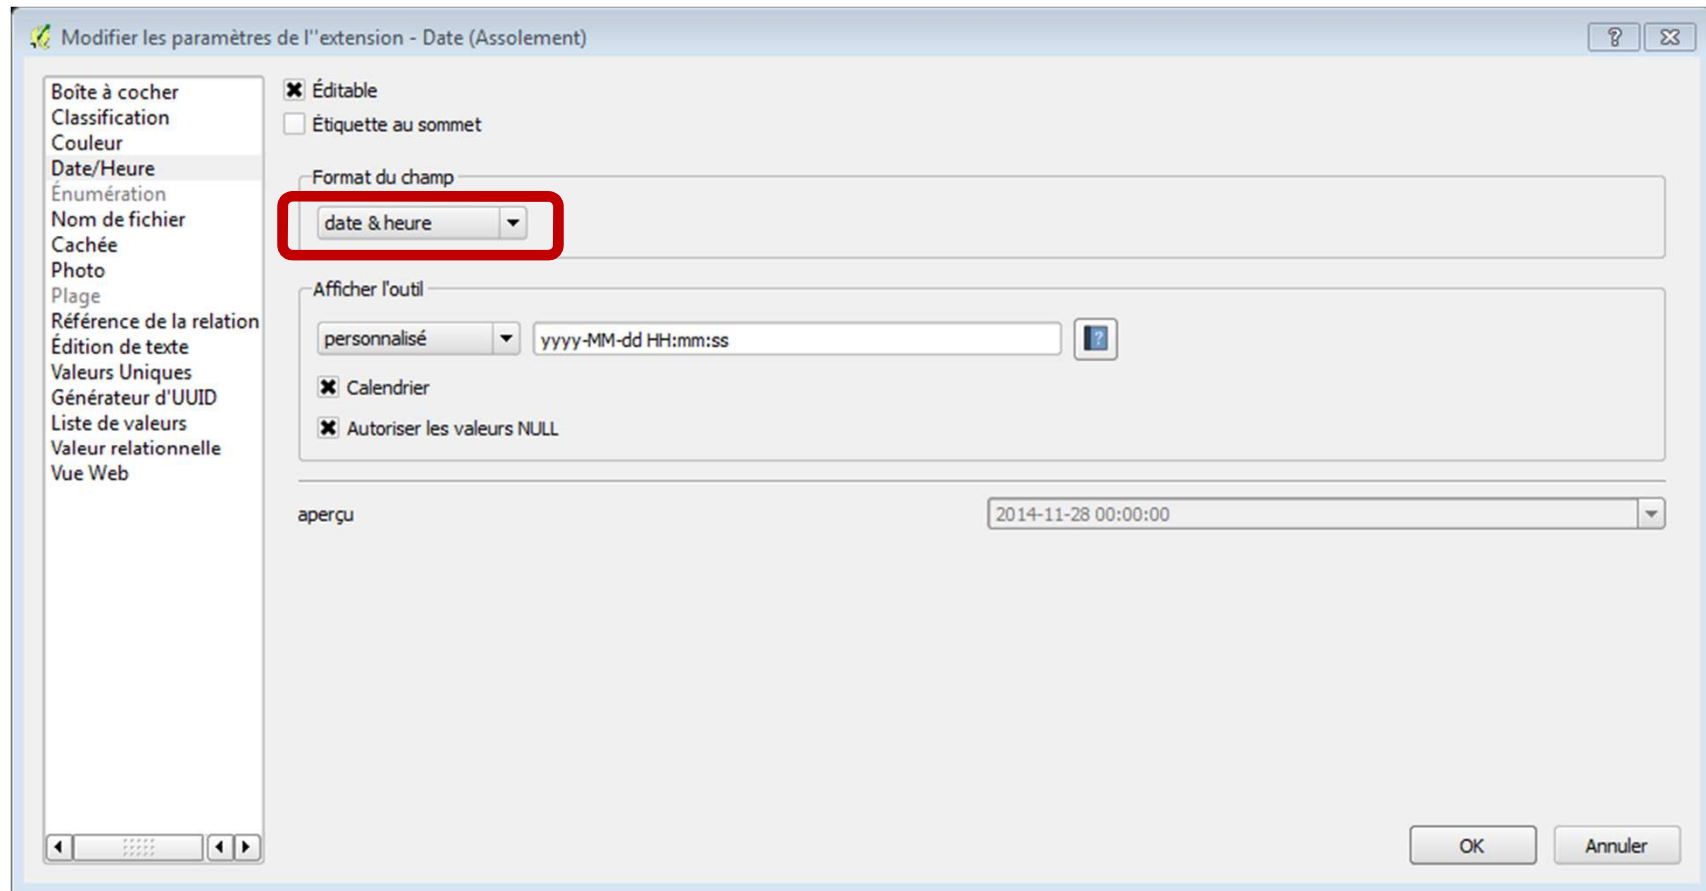 Modifier les paramètres de l''extension - Date (Assolement)
Boîte à cocher
Classification
Couleur
Date/Heure
Énumération
Nom de fichier
Cachée
Photo
Plage
Référence de la relation
Édition de texte
Valeurs Uniques
Générateur d'UUID
Liste de valeurs
Valeur relationnelle
Vue Web
Éditable
Étiquette au sommet
Format du champ
date & heure
Afficher l'outil
personnalisé yyyy-MM-dd HH:mm:ss
Calendrier
Autoriser les valeurs NULL
aperçu 2014-11-28 00:00:00
OK Annuler